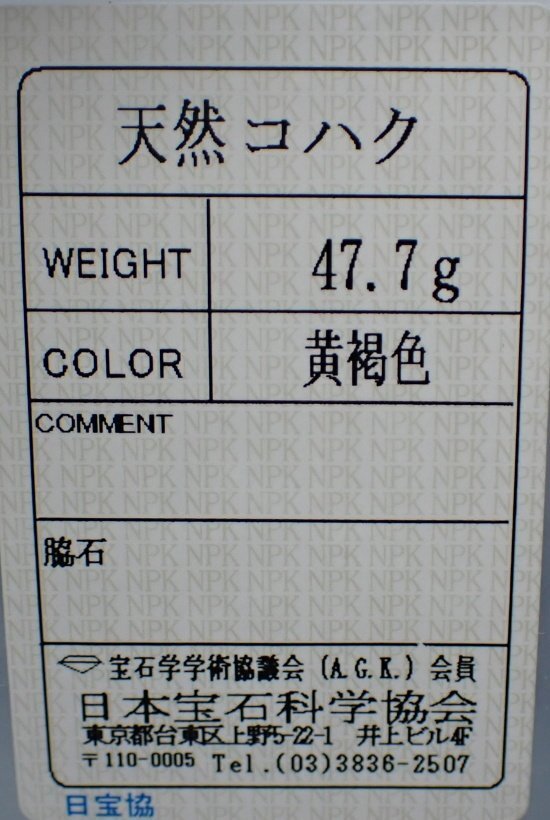 天然 コハク
WEIGHT 47.7g
COLOR 黄褐色
COMMENT
脇石
宝石学学術協議会 (A.G.K.) 会員
日本宝石科学協会
東京都台東区上野5-22-1 井上ビル4F
〒110-0005 Tel.(03)3836-2507
日宝協
NPK